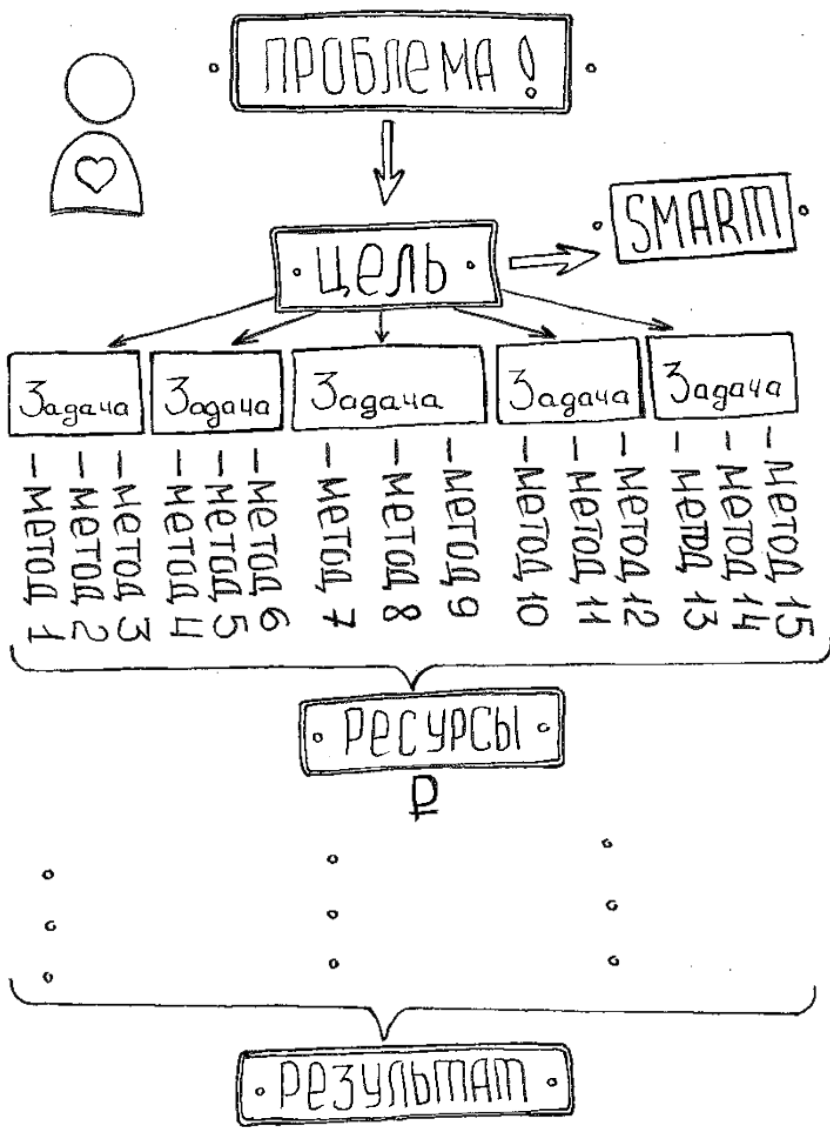 ПРОБЛЕМА!
ЦЕЛЬ
SMART
Задача Задача Задача Задача Задача
– метод 1
– метод 2
– метод 3
– метод 4
– метод 5
– метод 6
– метод 7
– метод 8
– метод 9
– метод 10
– метод 11
– метод 12
– метод 13
– метод 14
– метод 15
РЕСУРСЫ
₽
РЕЗУЛЬТАТ